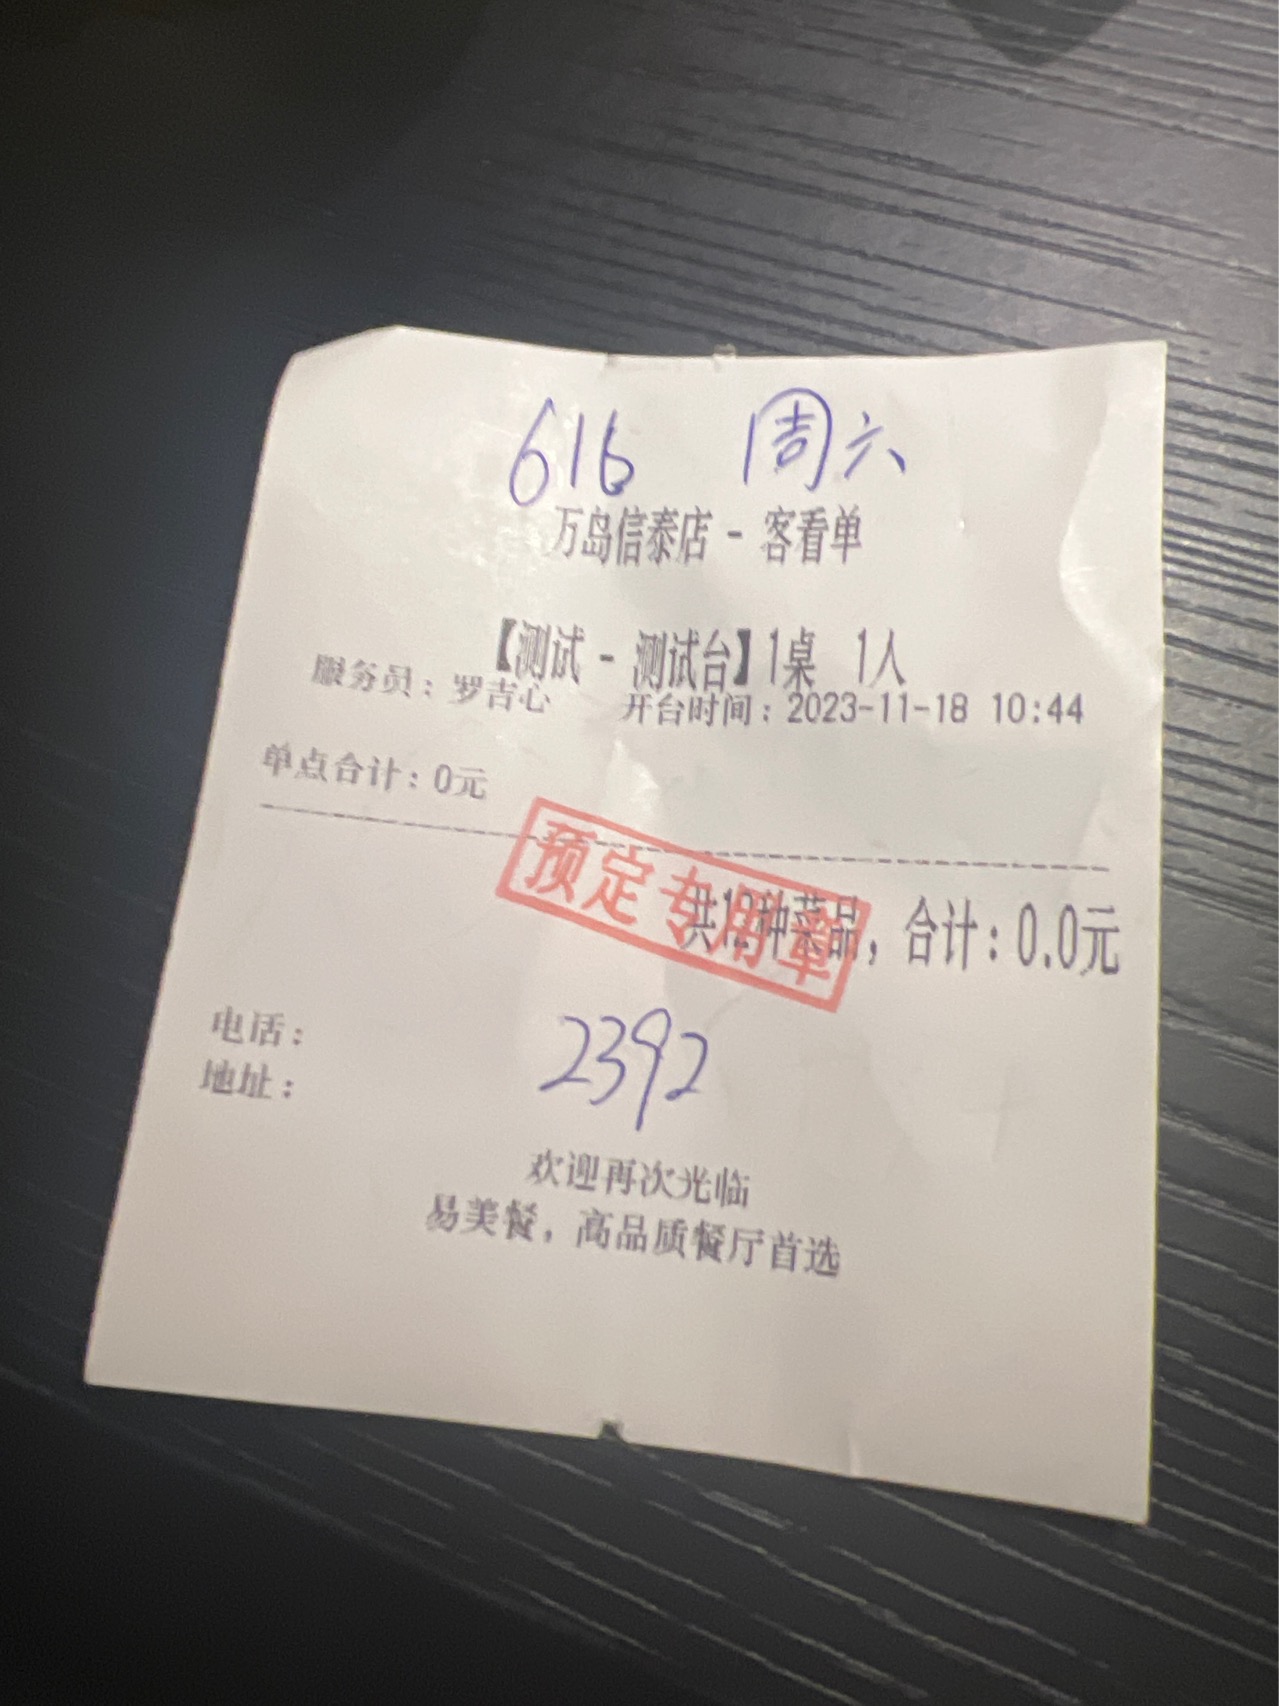 616 周六
万岛信泰店 - 客看单
【测试 - 测试台】1桌 1人
服务员：罗吉心 开台时间：2023-11-18 10:44
单点合计：0元
预定专用章
共12种菜品，合计：0.0元
电话：
地址：
2392
欢迎再次光临
易美餐，高品质餐厅首选